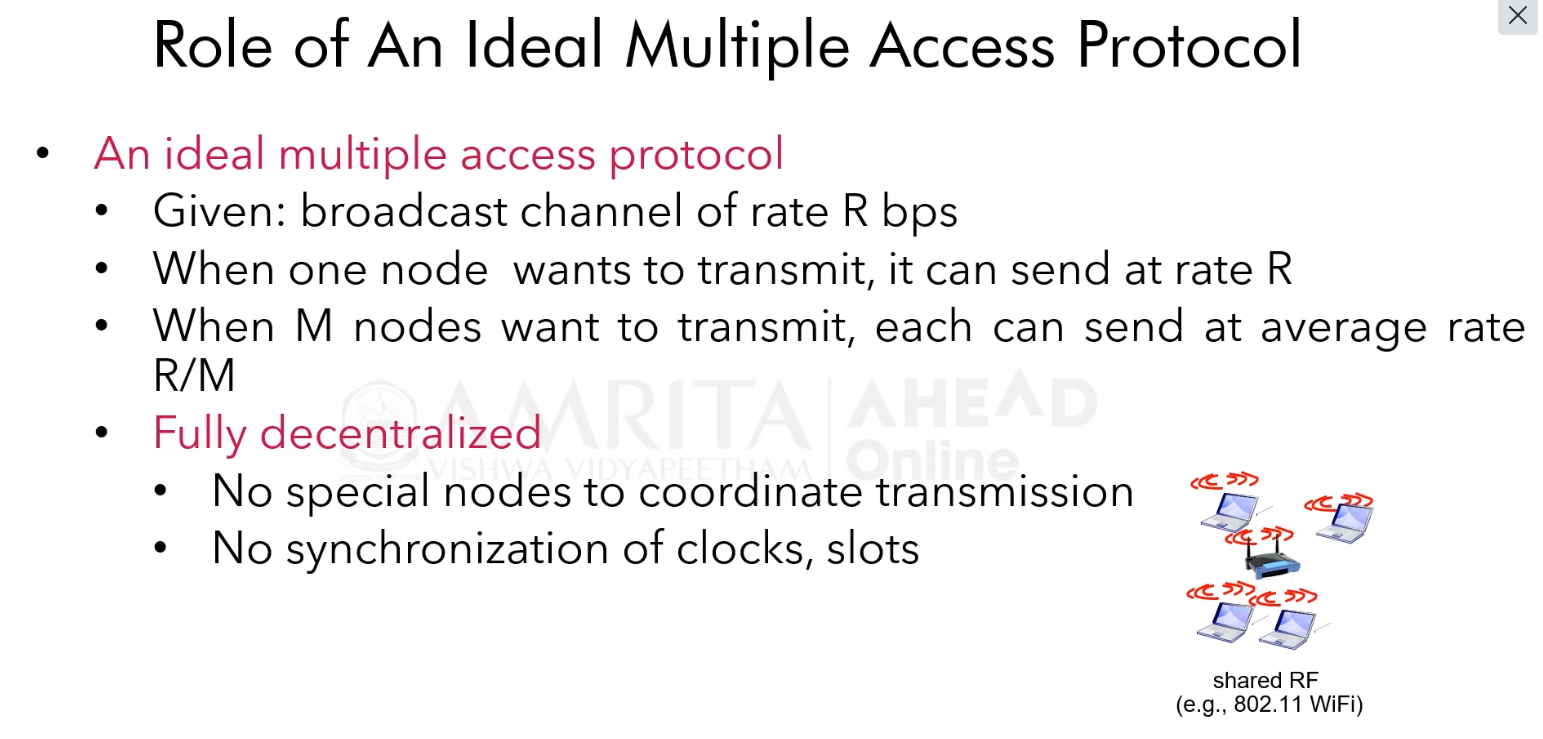 Role of An Ideal Multiple Access Protocol
• An ideal multiple access protocol
• Given: broadcast channel of rate R bps
• When one node wants to transmit, it can send at rate R
• When M nodes want to transmit, each can send at average rate
R/M
AMRITA AHEAD
• Fully decentralized
VISHWA VIDYAPEETHAM Online
• No special nodes to coordinate transmission
• No synchronization of clocks, slots
shared RF
(e.g., 802.11 WiFi)